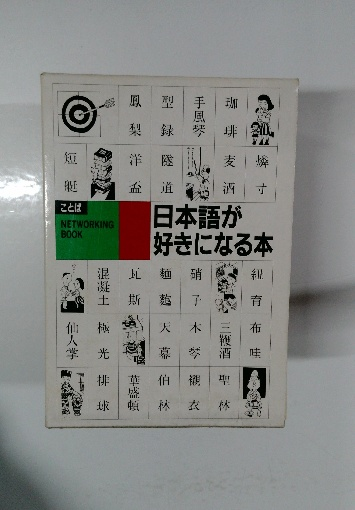 鳳梨
型録
手風琴
珈琲
短艇
洋盃
隧道
麦酒
燐寸
ことば
NETWORKING
BOOK
日本語が
好きになる本
混凝土
瓦斯
麺麭
硝子
紐育
仙人掌
極光
天幕
木琴
三鞭酒
布哇
排球
華盛頓
伯林
襯衣
聖林